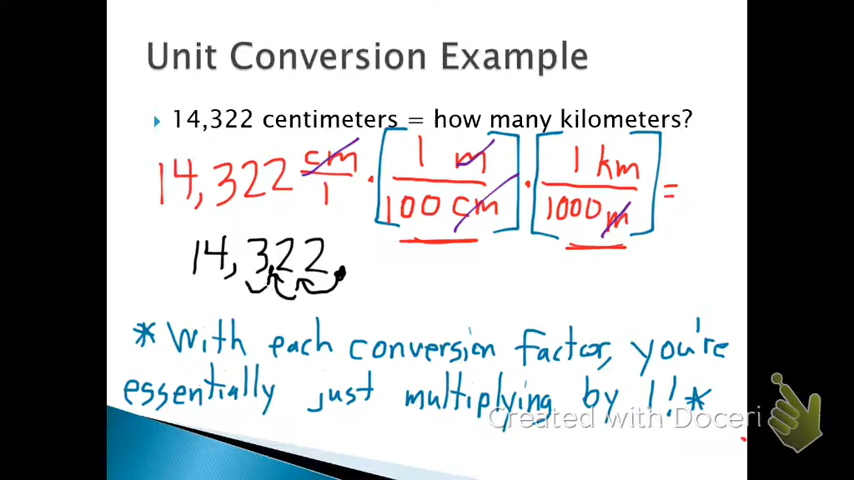 Unit Conversion Example
14,322 centimeters = how many kilometers?
14,322 cm/1 · [1 m/100 cm] · [1 km/1000 m] =
14,322.
*With each conversion factor, you're
essentially just multiplying by 1!*
Created with Doceri